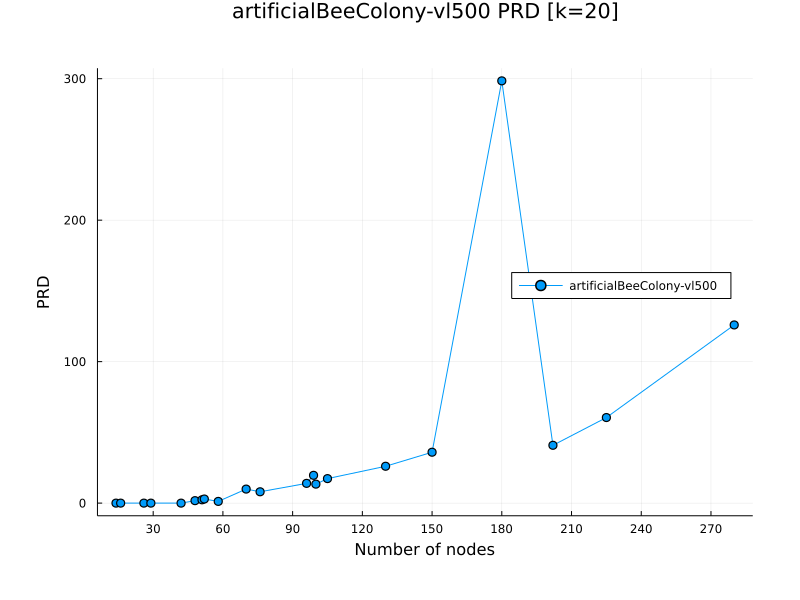 artificialBeeColony-vl500 PRD [k=20]
300
200
100
0
PRD
artificialBeeColony-vl500
30 60 90 120 150 180 210 240 270
Number of nodes